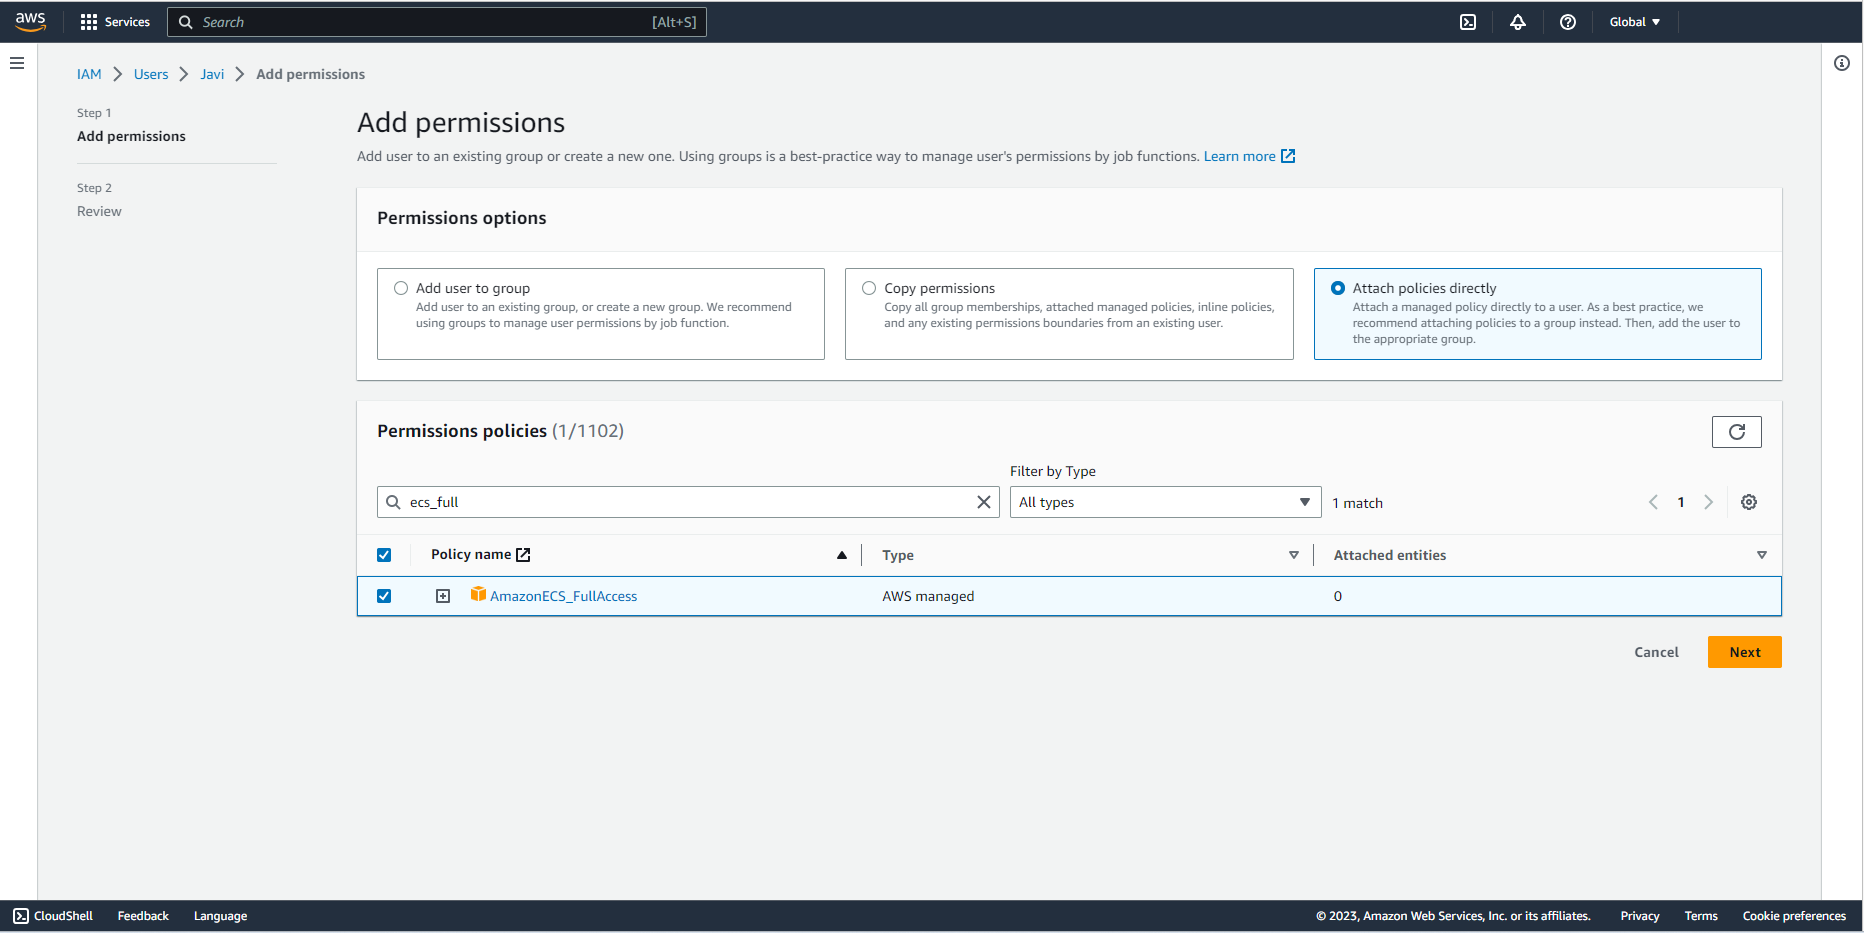 aws
Services
Search
[Alt+S]
Global
IAM > Users > Javi > Add permissions
Step 1
Add permissions
Step 2
Review
Add permissions
Add user to an existing group or create a new one. Using groups is a best-practice way to manage user's permissions by job functions. Learn more
Permissions options
Add user to group
Add user to an existing group, or create a new group. We recommend
using groups to manage user permissions by job function.
Copy permissions
Copy all group memberships, attached managed policies, inline policies,
and any existing permissions boundaries from an existing user.
Attach policies directly
Attach a managed policy directly to a user. As a best practice, we
recommend attaching policies to a group instead. Then, add the user to
the appropriate group.
Permissions policies (1/1102)
Filter by Type
ecs_full
All types
1 match
1
Policy name
Type
Attached entities
AmazonECS_FullAccess
AWS managed
0
Cancel
Next
CloudShell
Feedback
Language
© 2023, Amazon Web Services, Inc. or its affiliates.
Privacy
Terms
Cookie preferences